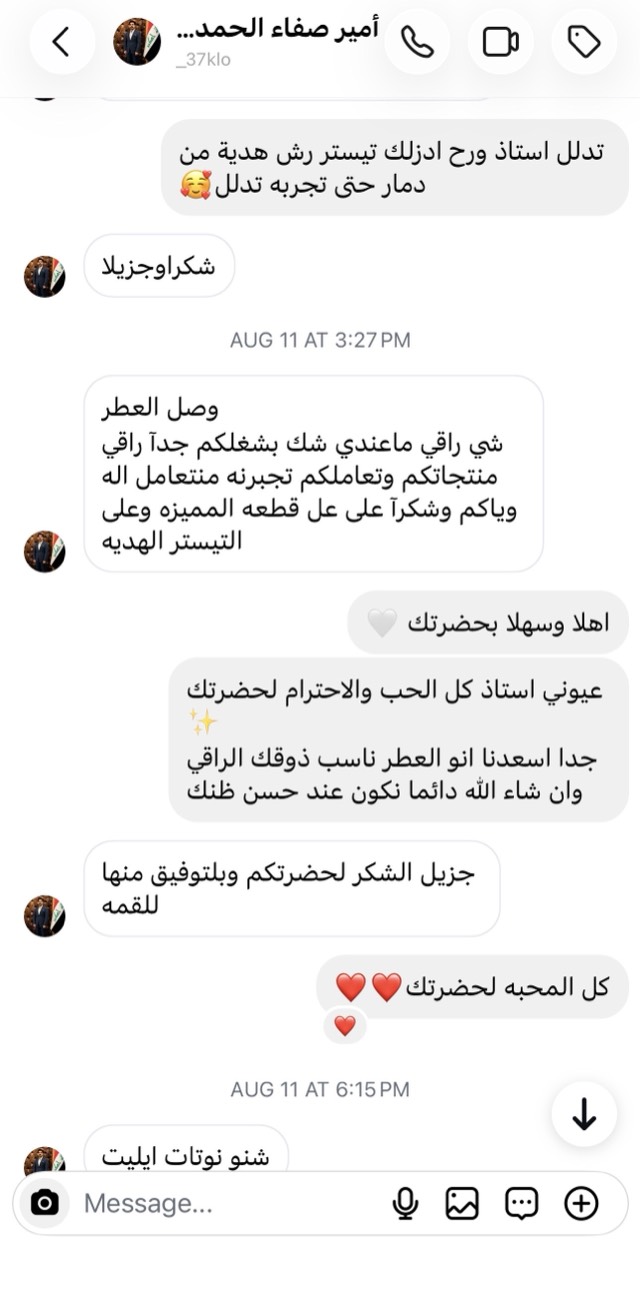 أمير صفاء الحمد...
_37klo
تدلل استاذ ورح ادزلك تيستر رش هدية من
دمار حتى تجربه تدلل🥰
شكراوجزيلا
AUG 11 AT 3:27 PM
وصل العطر
شي راقي ماعندي شك بشغلكم جدآ راقي
منتجاتكم وتعاملكم تجبرنه منتعامل اله
وياكم وشكرآ على عل قطعه المميزه وعلى
التيستر الهديه
اهلا وسهلا بحضرتك 🤍
عيوني استاذ كل الحب والاحترام لحضرتك
✨
جدا اسعدنا انو العطر ناسب ذوقك الراقي
وان شاء الله دائما نكون عند حسن ظنك
جزيل الشكر لحضرتكم وبلتوفيق منها
للقمه
كل المحبه لحضرتك❤️❤️
❤️
AUG 11 AT 6:15 PM
شنو نوتات ايليت
Message...